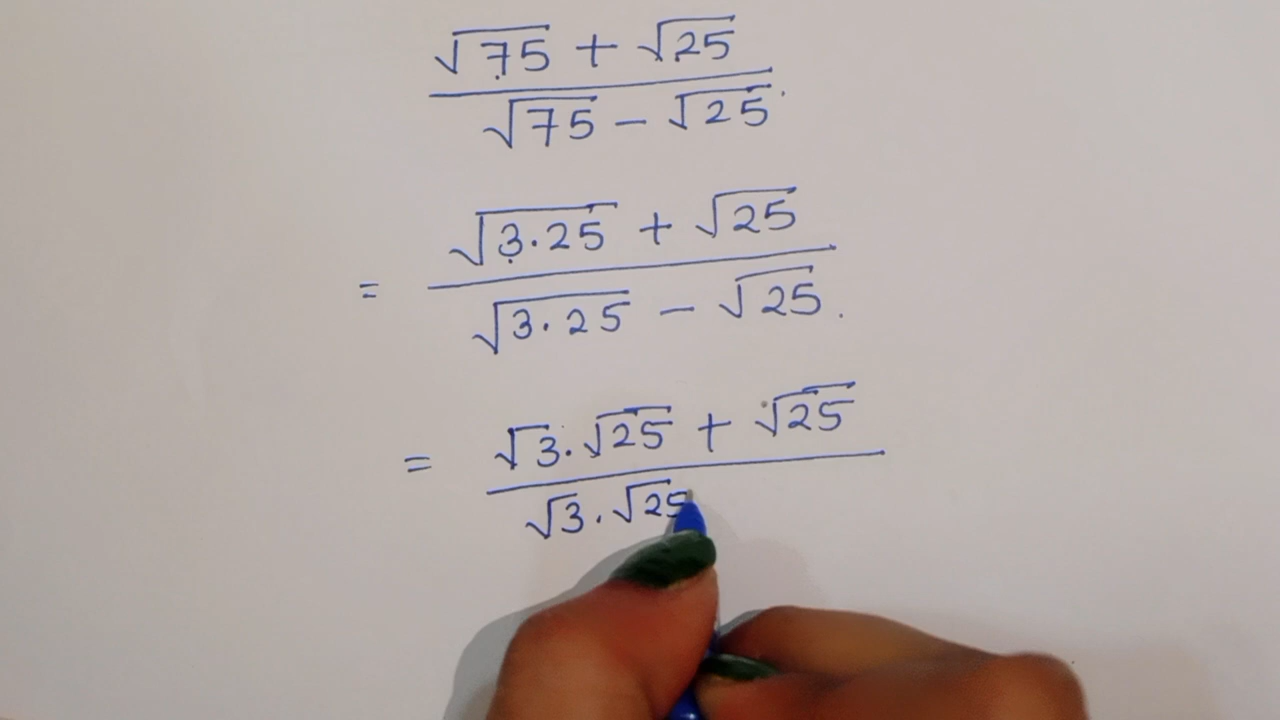 √75 + √25
√75 − √25.
= √3·25 + √25
√3·25 − √25.
= √3·√25 + √25
√3·√25